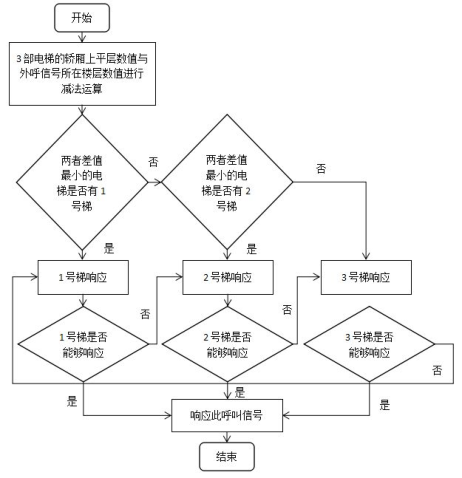 开始
3部电梯的轿厢上平层数值与
外呼信号所在楼层数值进行
减法运算
两者差值
最小的电
梯是否有1
号梯
否
两者差值
最小的电
梯是否有2
号梯
否
是
是
1号梯响应
2号梯响应
3号梯响应
1号梯是否
能够响应
否
2号梯是否
能够响应
否
3号梯是否
能够响应
否
是
是
是
响应此呼叫信号
结束